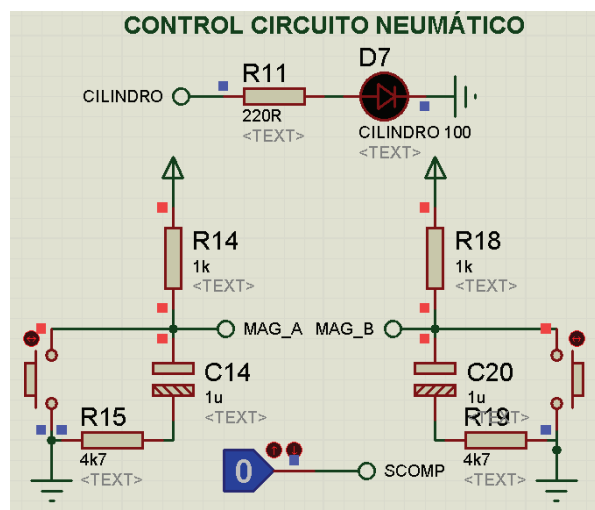 CONTROL CIRCUITO NEUMÁTICO
D7
R11
CILINDRO
220R
<TEXT>
CILINDRO 100
<TEXT>
R14
1k
<TEXT>
R18
1k
<TEXT>
MAG_A
MAG_B
C14
1u
<TEXT>
C20
1u
<TEXT>
R15
4k7
<TEXT>
R19
4k7
<TEXT>
0
SCOMP